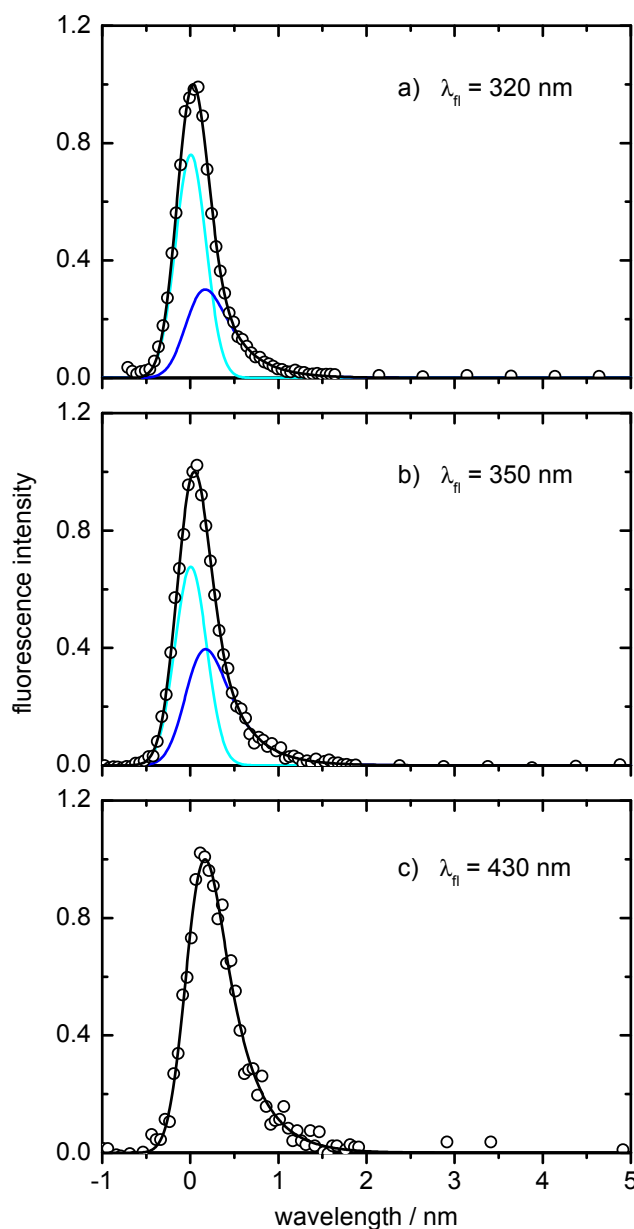 1.2
a) λfl = 320 nm
0.8
0.4
0.0
1.2
b) λfl = 350 nm
0.8
0.4
0.0
fluorescence intensity
1.2
c) λfl = 430 nm
0.8
0.4
0.0
-1 0 1 2 3 4 5
wavelength / nm